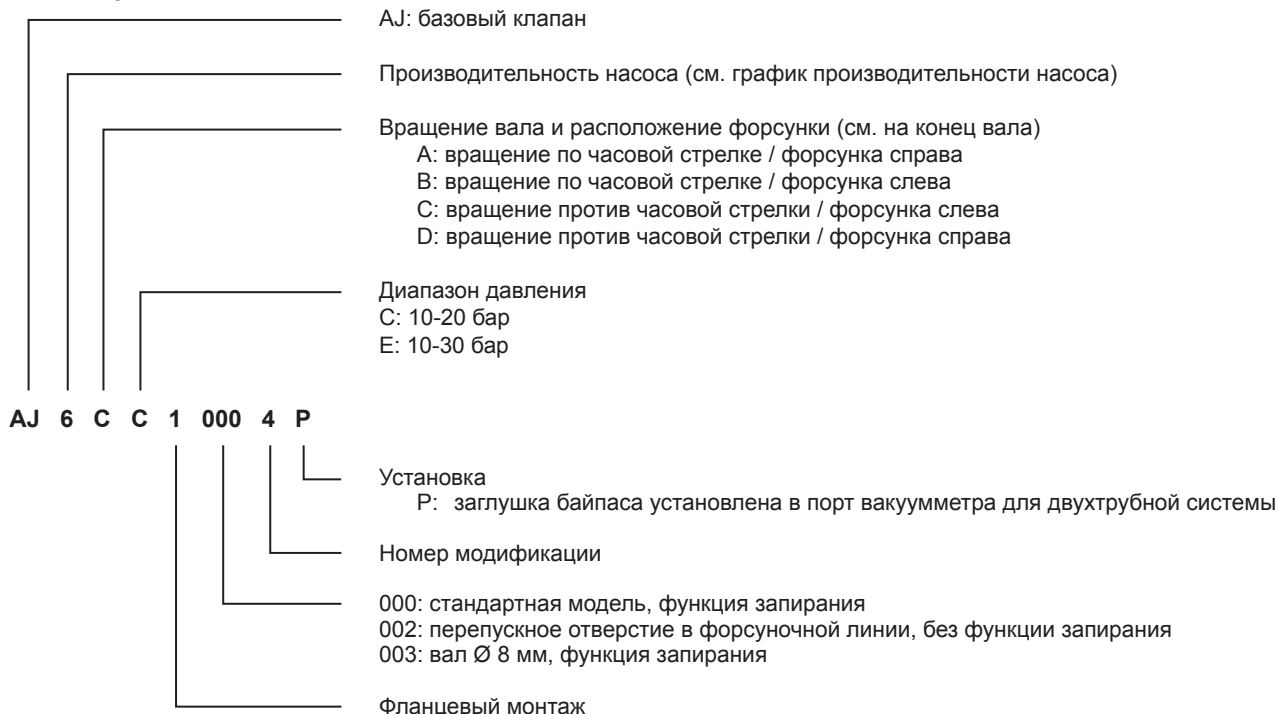 AJ: базовый клапан
Производительность насоса (см. график производительности насоса)
Вращение вала и расположение форсунки (см. на конец вала)
A: вращение по часовой стрелке / форсунка справа
B: вращение по часовой стрелке / форсунка слева
C: вращение против часовой стрелки / форсунка слева
D: вращение против часовой стрелки / форсунка справа
Диапазон давления
C: 10-20 бар
E: 10-30 бар
AJ 6 C C 1 000 4 P
Установка
P: заглушка байпаса установлена в порт вакуумметра для двухтрубной системы
Номер модификации
000: стандартная модель, функция запирания
002: перепускное отверстие в форсуночной линии, без функции запирания
003: вал Ø 8 мм, функция запирания
Фланцевый монтаж